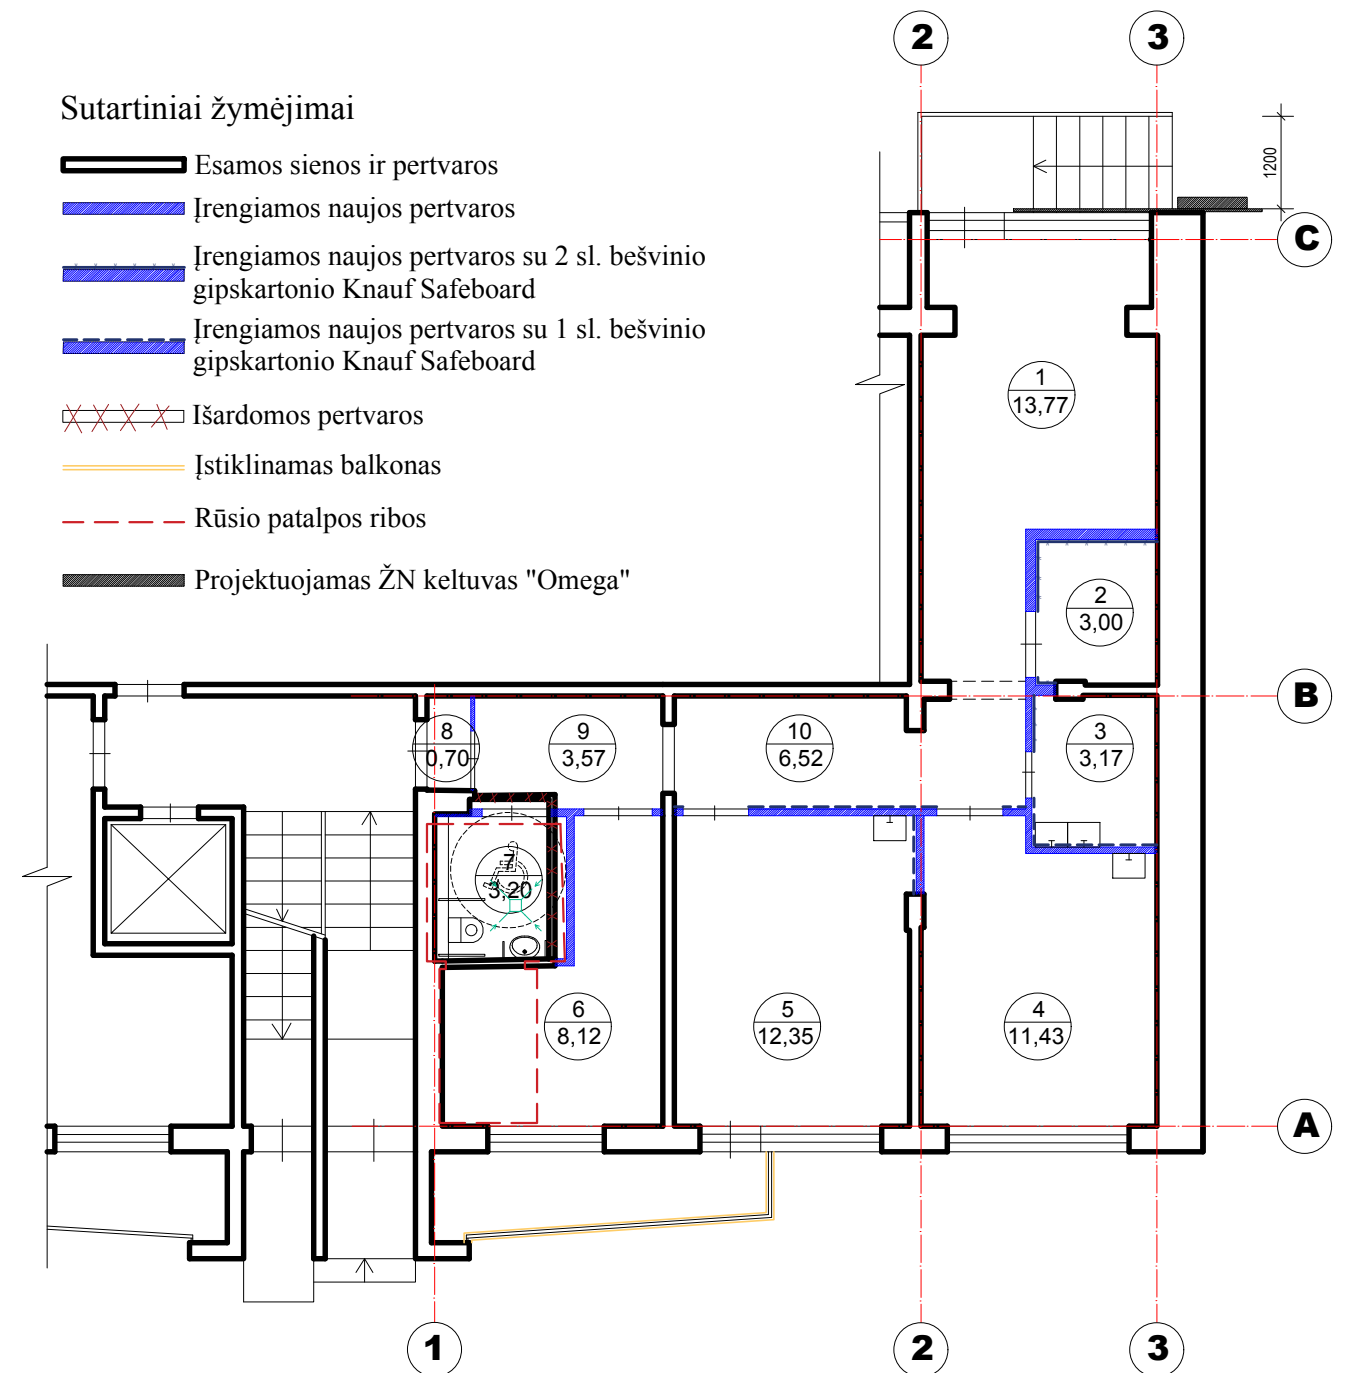 2
3
Sutartiniai žymėjimai
Esamos sienos ir pertvaros
Įrengiamos naujos pertvaros
Įrengiamos naujos pertvaros su 2 sl. bešvinio
gipskartonio Knauf Safeboard
Įrengiamos naujos pertvaros su 1 sl. bešvinio
gipskartonio Knauf Safeboard
Išardomos pertvaros
Įstiklinamas balkonas
Rūsio patalpos ribos
Projektuojamas ŽN keltuvas "Omega"
1200
C
1
13,77
2
3,00
B
8
0,70
9
3,57
10
6,52
3
3,17
7
3,20
6
8,12
5
12,35
4
11,43
A
1
2
3